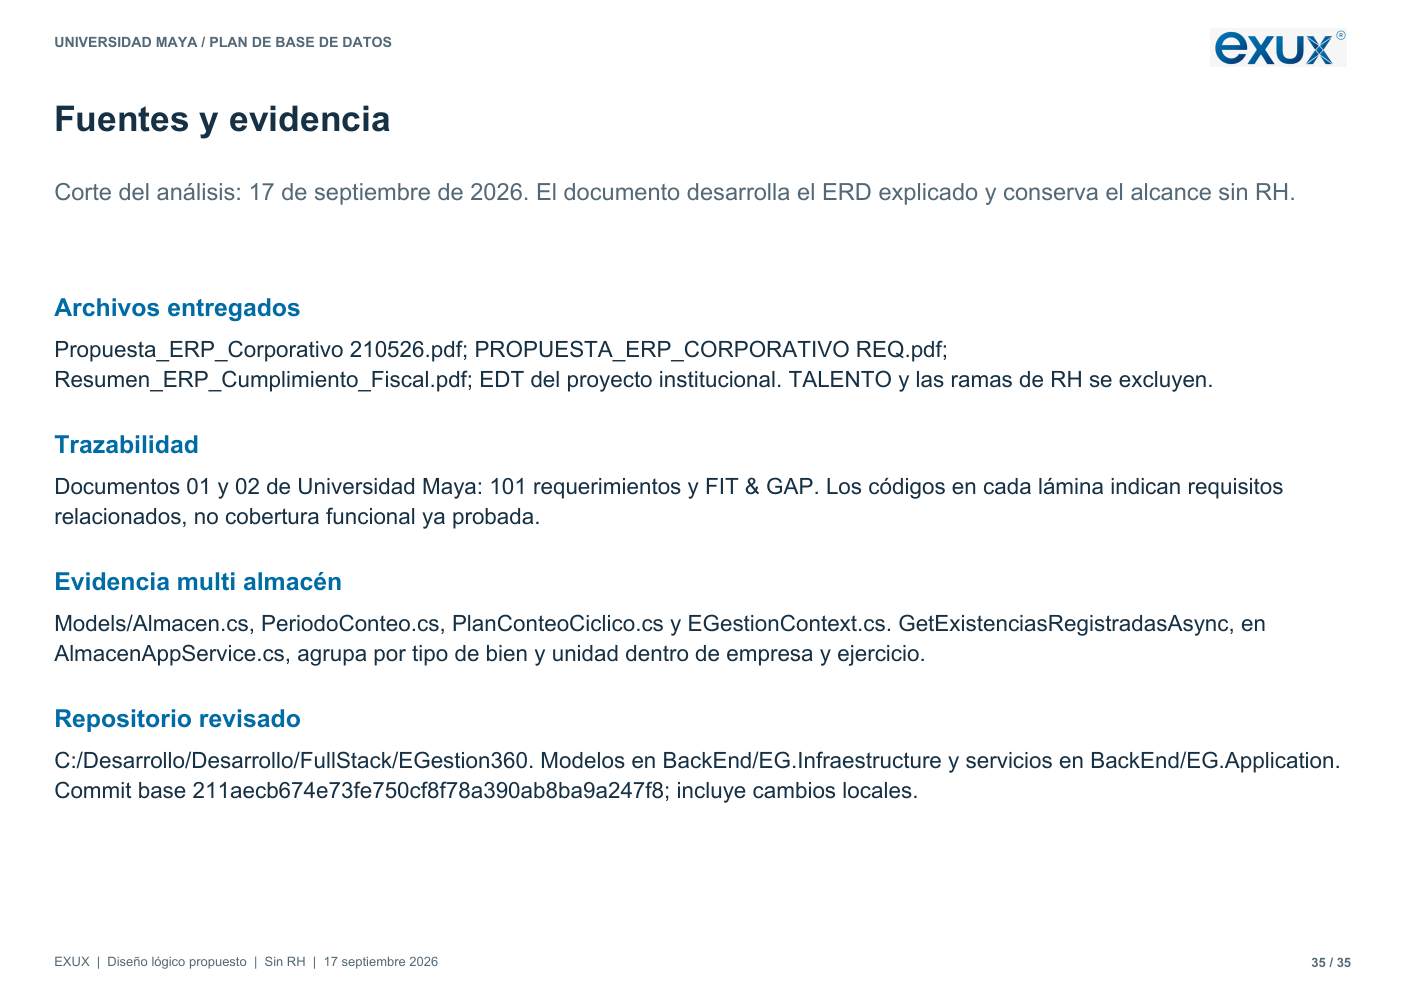 UNIVERSIDAD MAYA / PLAN DE BASE DE DATOS
exux®
Fuentes y evidencia
Corte del análisis: 17 de septiembre de 2026. El documento desarrolla el ERD explicado y conserva el alcance sin RH.
Archivos entregados
Propuesta_ERP_Corporativo 210526.pdf; PROPUESTA_ERP_CORPORATIVO REQ.pdf;
Resumen_ERP_Cumplimiento_Fiscal.pdf; EDT del proyecto institucional. TALENTO y las ramas de RH se excluyen.
Trazabilidad
Documentos 01 y 02 de Universidad Maya: 101 requerimientos y FIT & GAP. Los códigos en cada lámina indican requisitos
relacionados, no cobertura funcional ya probada.
Evidencia multi almacén
Models/Almacen.cs, PeriodoConteo.cs, PlanConteoCiclico.cs y EGestionContext.cs. GetExistenciasRegistradasAsync, en
AlmacenAppService.cs, agrupa por tipo de bien y unidad dentro de empresa y ejercicio.
Repositorio revisado
C:/Desarrollo/Desarrollo/FullStack/EGestion360. Modelos en BackEnd/EG.Infraestructure y servicios en BackEnd/EG.Application.
Commit base 211aecb674e73fe750cf8f78a390ab8ba9a247f8; incluye cambios locales.
EXUX | Diseño lógico propuesto | Sin RH | 17 septiembre 2026
35 / 35